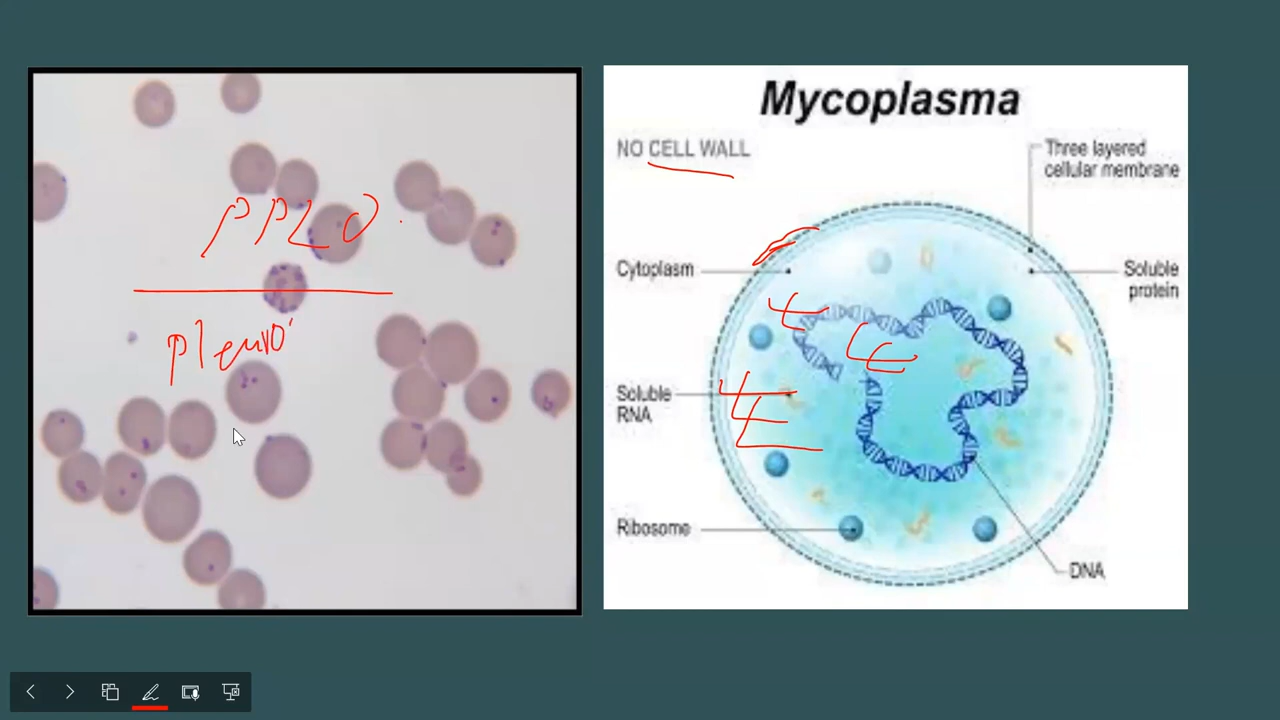 PPLO.
Pleuro
Mycoplasma
NO CELL WALL
Three layered
cellular membrane
Cytoplasm
Soluble
protein
Soluble
RNA
Ribosome
DNA